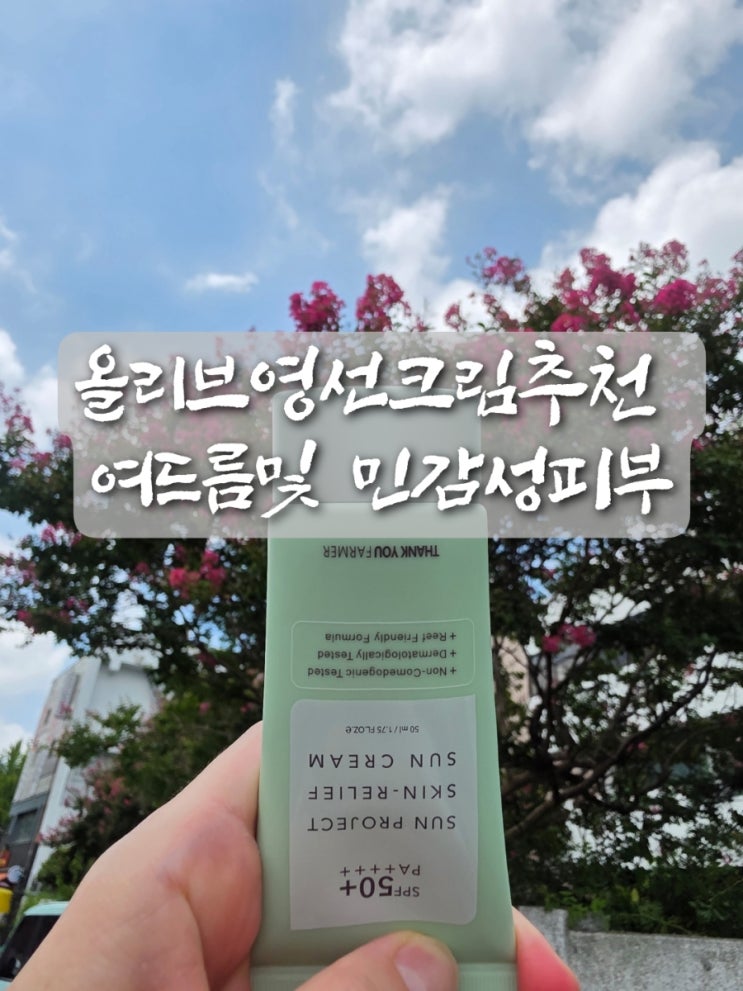 올리브영선크림추천
여드름및 민감성피부
THANK YOU FARMER
+ Reef Friendly Formula
+ Dermatologically Tested
+ Non-Comedogenic Tested
50 ml / 1.75 FL.OZ.e
SUN CREAM
SKIN-RELIEF
SUN PROJECT
PA++++
SPF50+